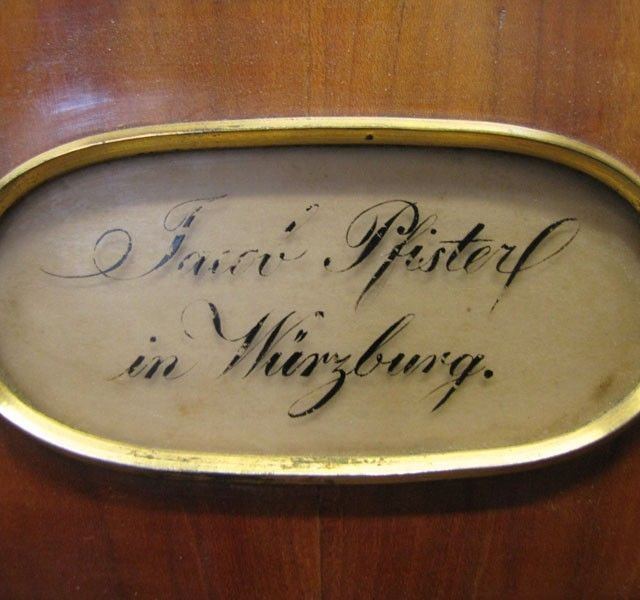 Jacob Pfister
in Würzburg.